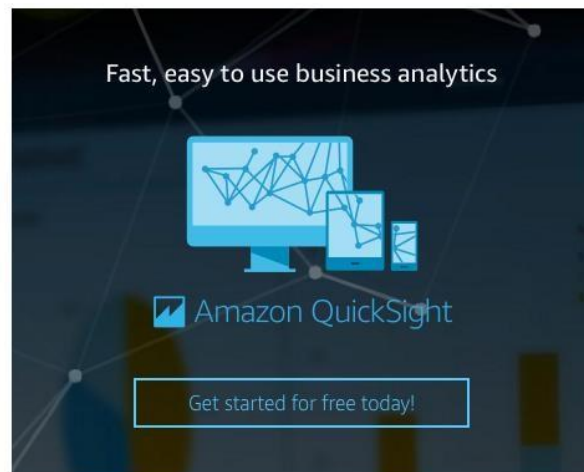 Fast, easy to use business analytics
Amazon QuickSight
Get started for free today!